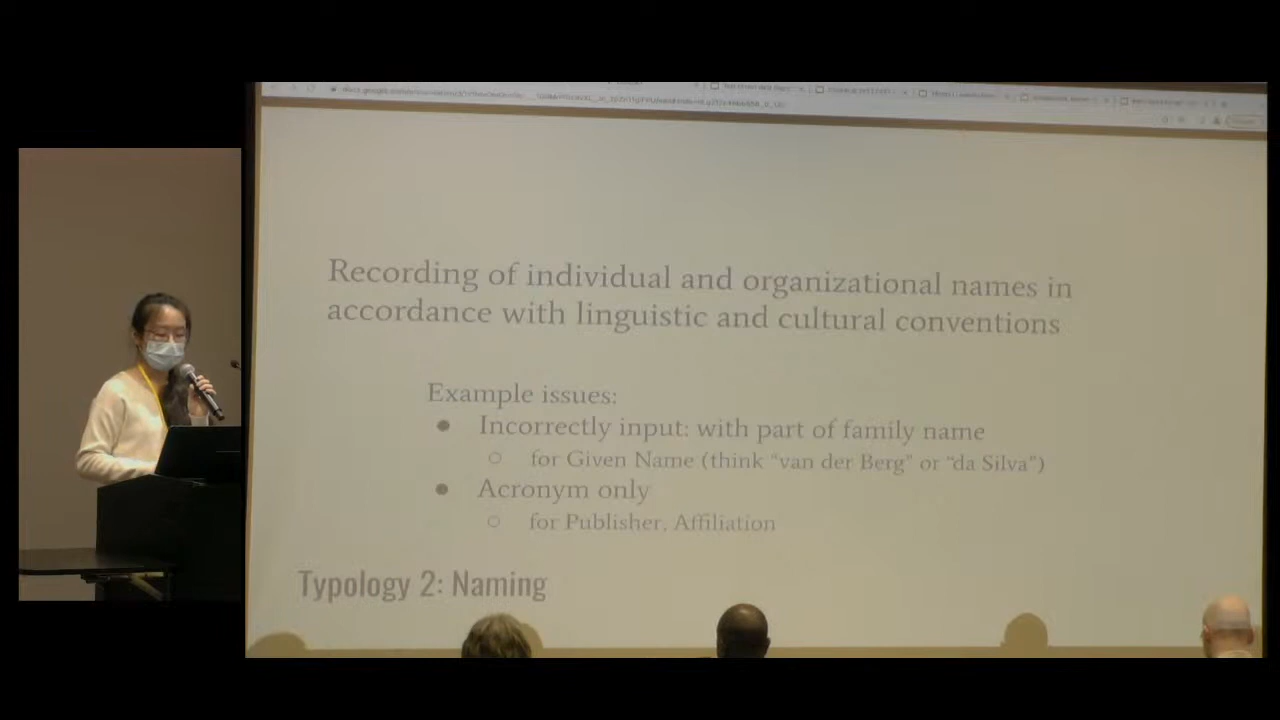 Recording of individual and organizational names in
accordance with linguistic and cultural conventions
Example issues:
● Incorrectly input: with part of family name
○ for Given Name (think “van der Berg” or “da Silva”)
● Acronym only
○ for Publisher, Affiliation
Typology 2: Naming